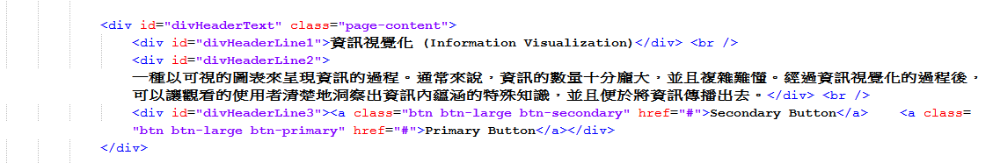 <div id="divHeaderText" class="page-content">
<div id="divHeaderLine1">資訊視覺化 (Information Visualization)</div> <br />
<div id="divHeaderLine2">
一種以可視的圖表來呈現資訊的過程。通常來說，資訊的數量十分龐大，並且複雜難懂。經過資訊視覺化的過程後，
可以讓觀看的使用者清楚地洞察出資訊內蘊涵的特殊知識，並且便於將資訊傳播出去。</div> <br />
<div id="divHeaderLine3"><a class="btn btn-large btn-secondary" href="#">Secondary Button</a>    <a class=
"btn btn-large btn-primary" href="#">Primary Button</a></div>
</div>